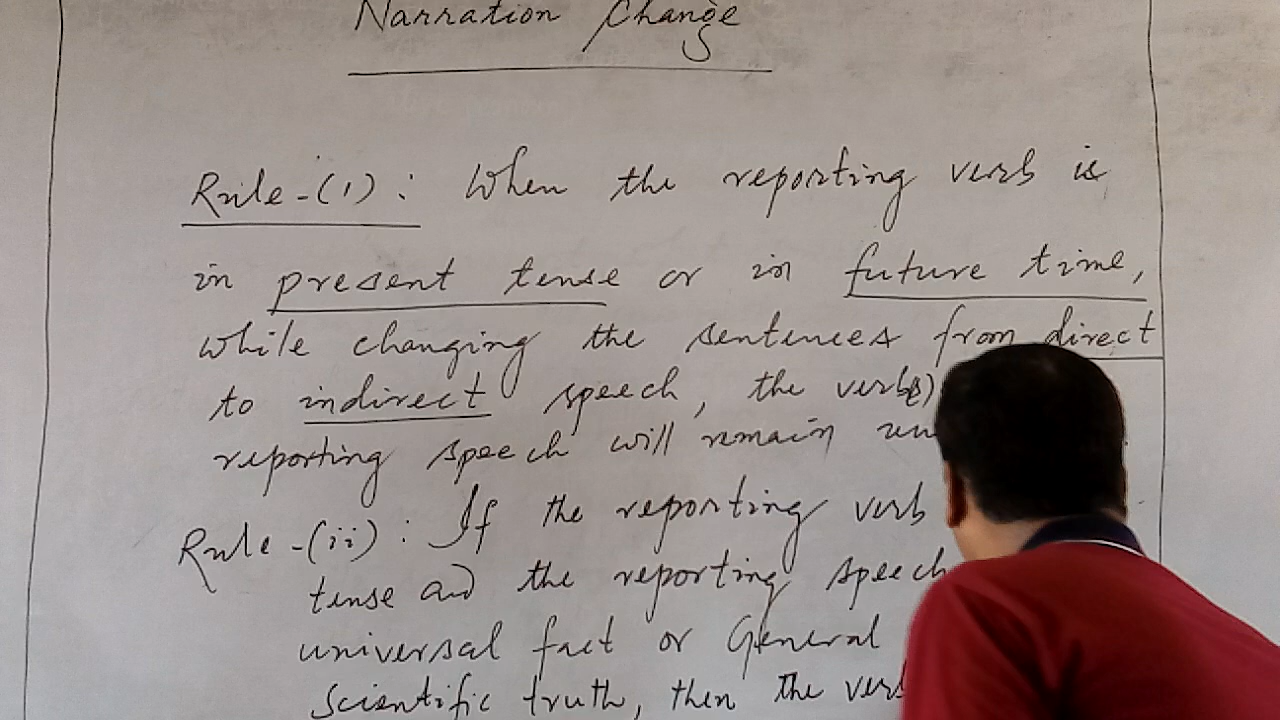 Narration Change
Rule-(1): When the reporting verb is
in present tense or in future time,
while changing the sentences from direct
to indirect speech, the verb(s)
reporting speech will remain
Rule-(ii): If the reporting verb
tense and the reporting speech
universal fact or General
scientific truth, then the verb